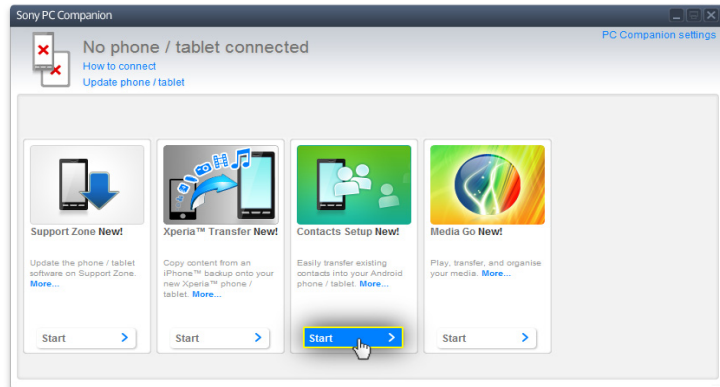 Sony PC Companion
PC Companion settings
No phone / tablet connected
How to connect
Update phone / tablet
Support Zone New!
Update the phone / tablet
software on Support Zone.
More...
Start
Xperia™ Transfer New!
Copy content from an
iPhone™ backup onto your
new Xperia™ phone /
tablet. More...
Start
Contacts Setup New!
Easily transfer existing
contacts into your Android
phone / tablet. More...
Start
Media Go New!
Play, transfer, and organise
your media. More...
Start